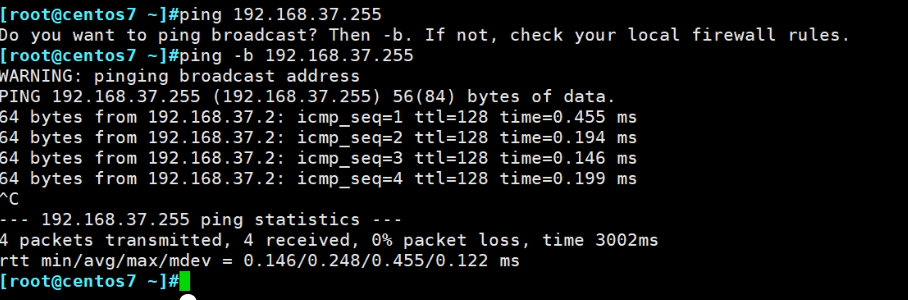 [root@centos7 ~]#ping 192.168.37.255
Do you want to ping broadcast? Then -b. If not, check your local firewall rules.
[root@centos7 ~]#ping -b 192.168.37.255
WARNING: pinging broadcast address
PING 192.168.37.255 (192.168.37.255) 56(84) bytes of data.
64 bytes from 192.168.37.2: icmp_seq=1 ttl=128 time=0.455 ms
64 bytes from 192.168.37.2: icmp_seq=2 ttl=128 time=0.194 ms
64 bytes from 192.168.37.2: icmp_seq=3 ttl=128 time=0.146 ms
64 bytes from 192.168.37.2: icmp_seq=4 ttl=128 time=0.199 ms
^C
--- 192.168.37.255 ping statistics ---
4 packets transmitted, 4 received, 0% packet loss, time 3002ms
rtt min/avg/max/mdev = 0.146/0.248/0.455/0.122 ms
[root@centos7 ~]#